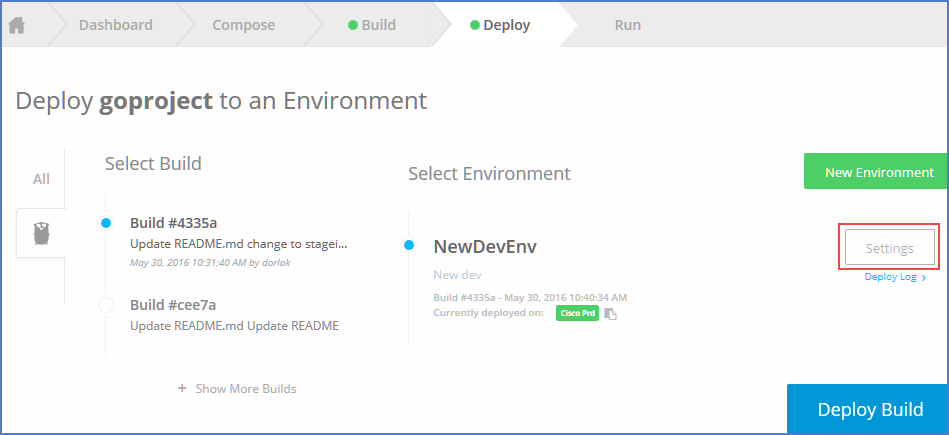 Dashboard
Compose
Build
Deploy
Run
Deploy goproject to an Environment
All
Select Build
Build #4335a
Update README.md change to stagei...
May 30, 2016 10:31:40 AM by dorlok
Build #cee7a
Update README.md Update README
+ Show More Builds
Select Environment
New Environment
NewDevEnv
New dev
Build #4335a - May 30, 2016 10:40:34 AM
Currently deployed on: Cisco Prd
Settings
Deploy Log >
Deploy Build